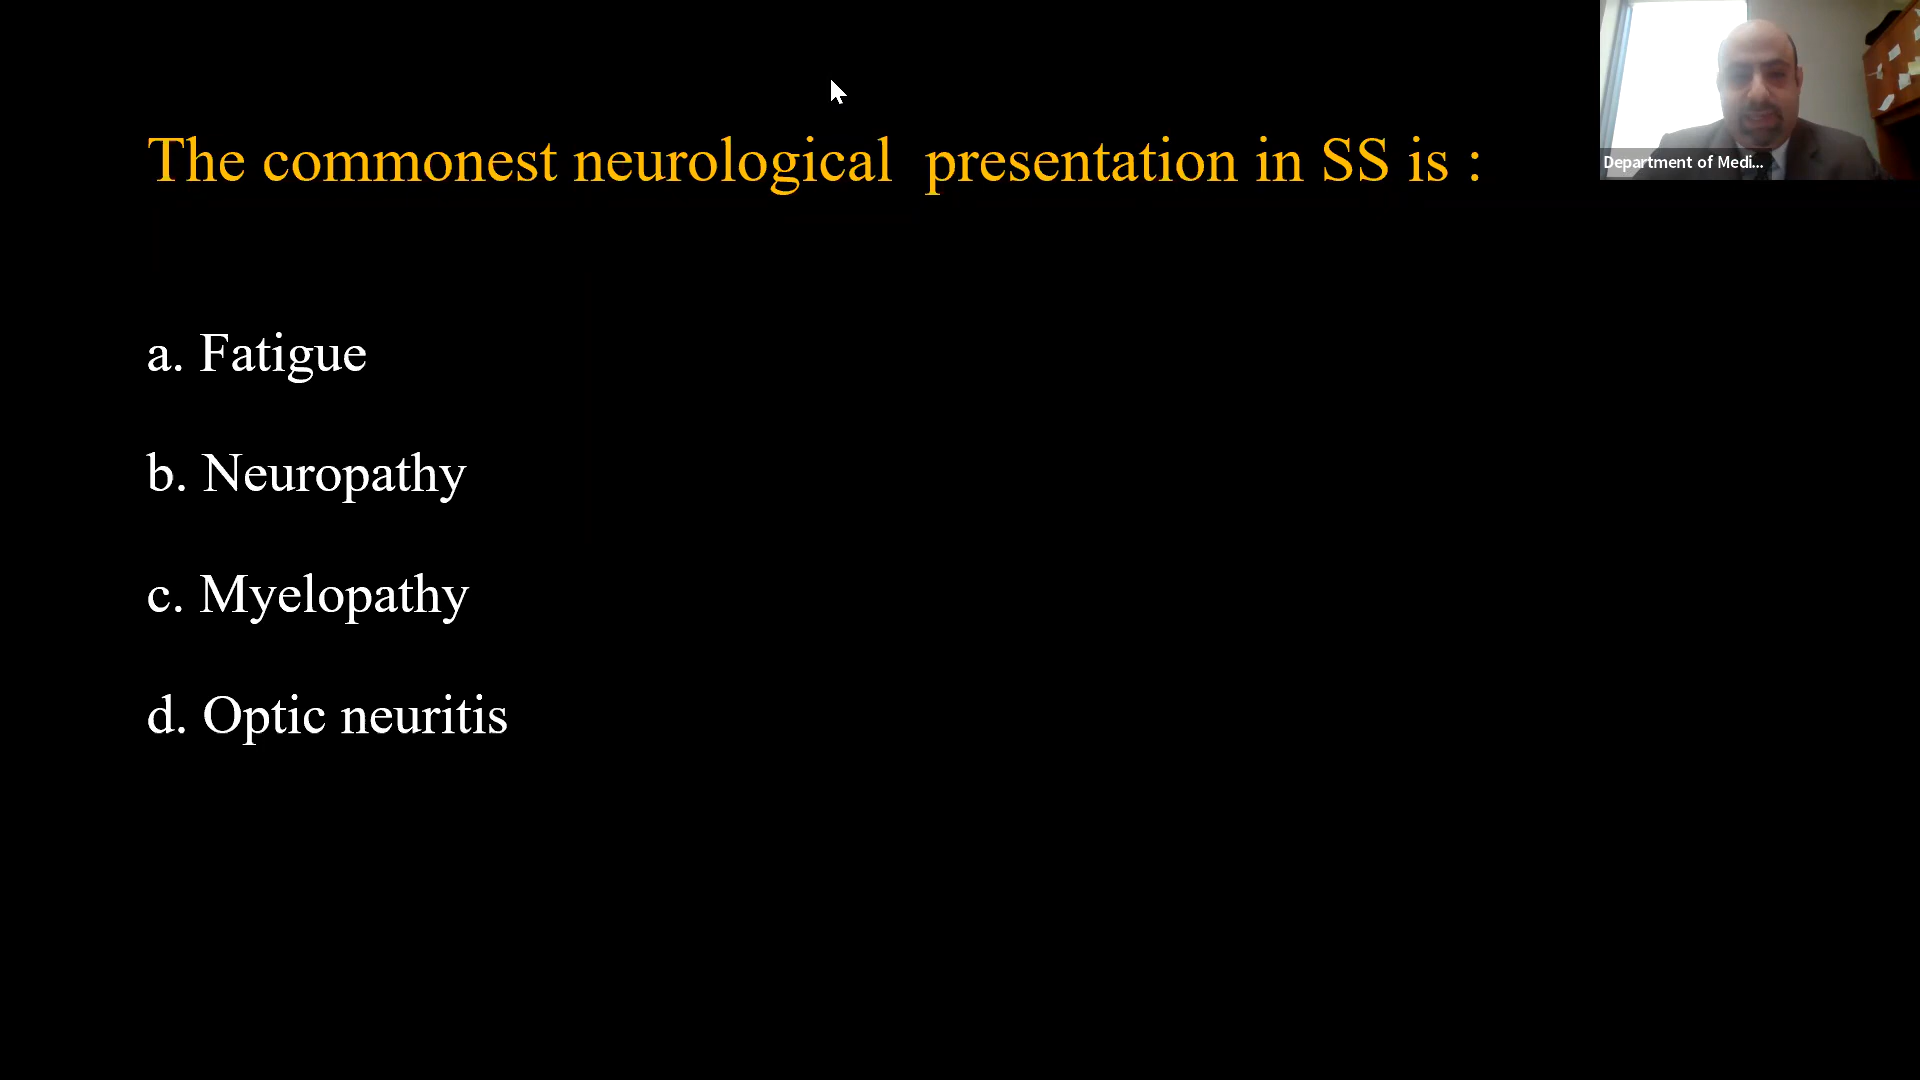 The commonest neurological  presentation in SS is :
Department of Medi...
a. Fatigue
b. Neuropathy
c. Myelopathy
d. Optic neuritis